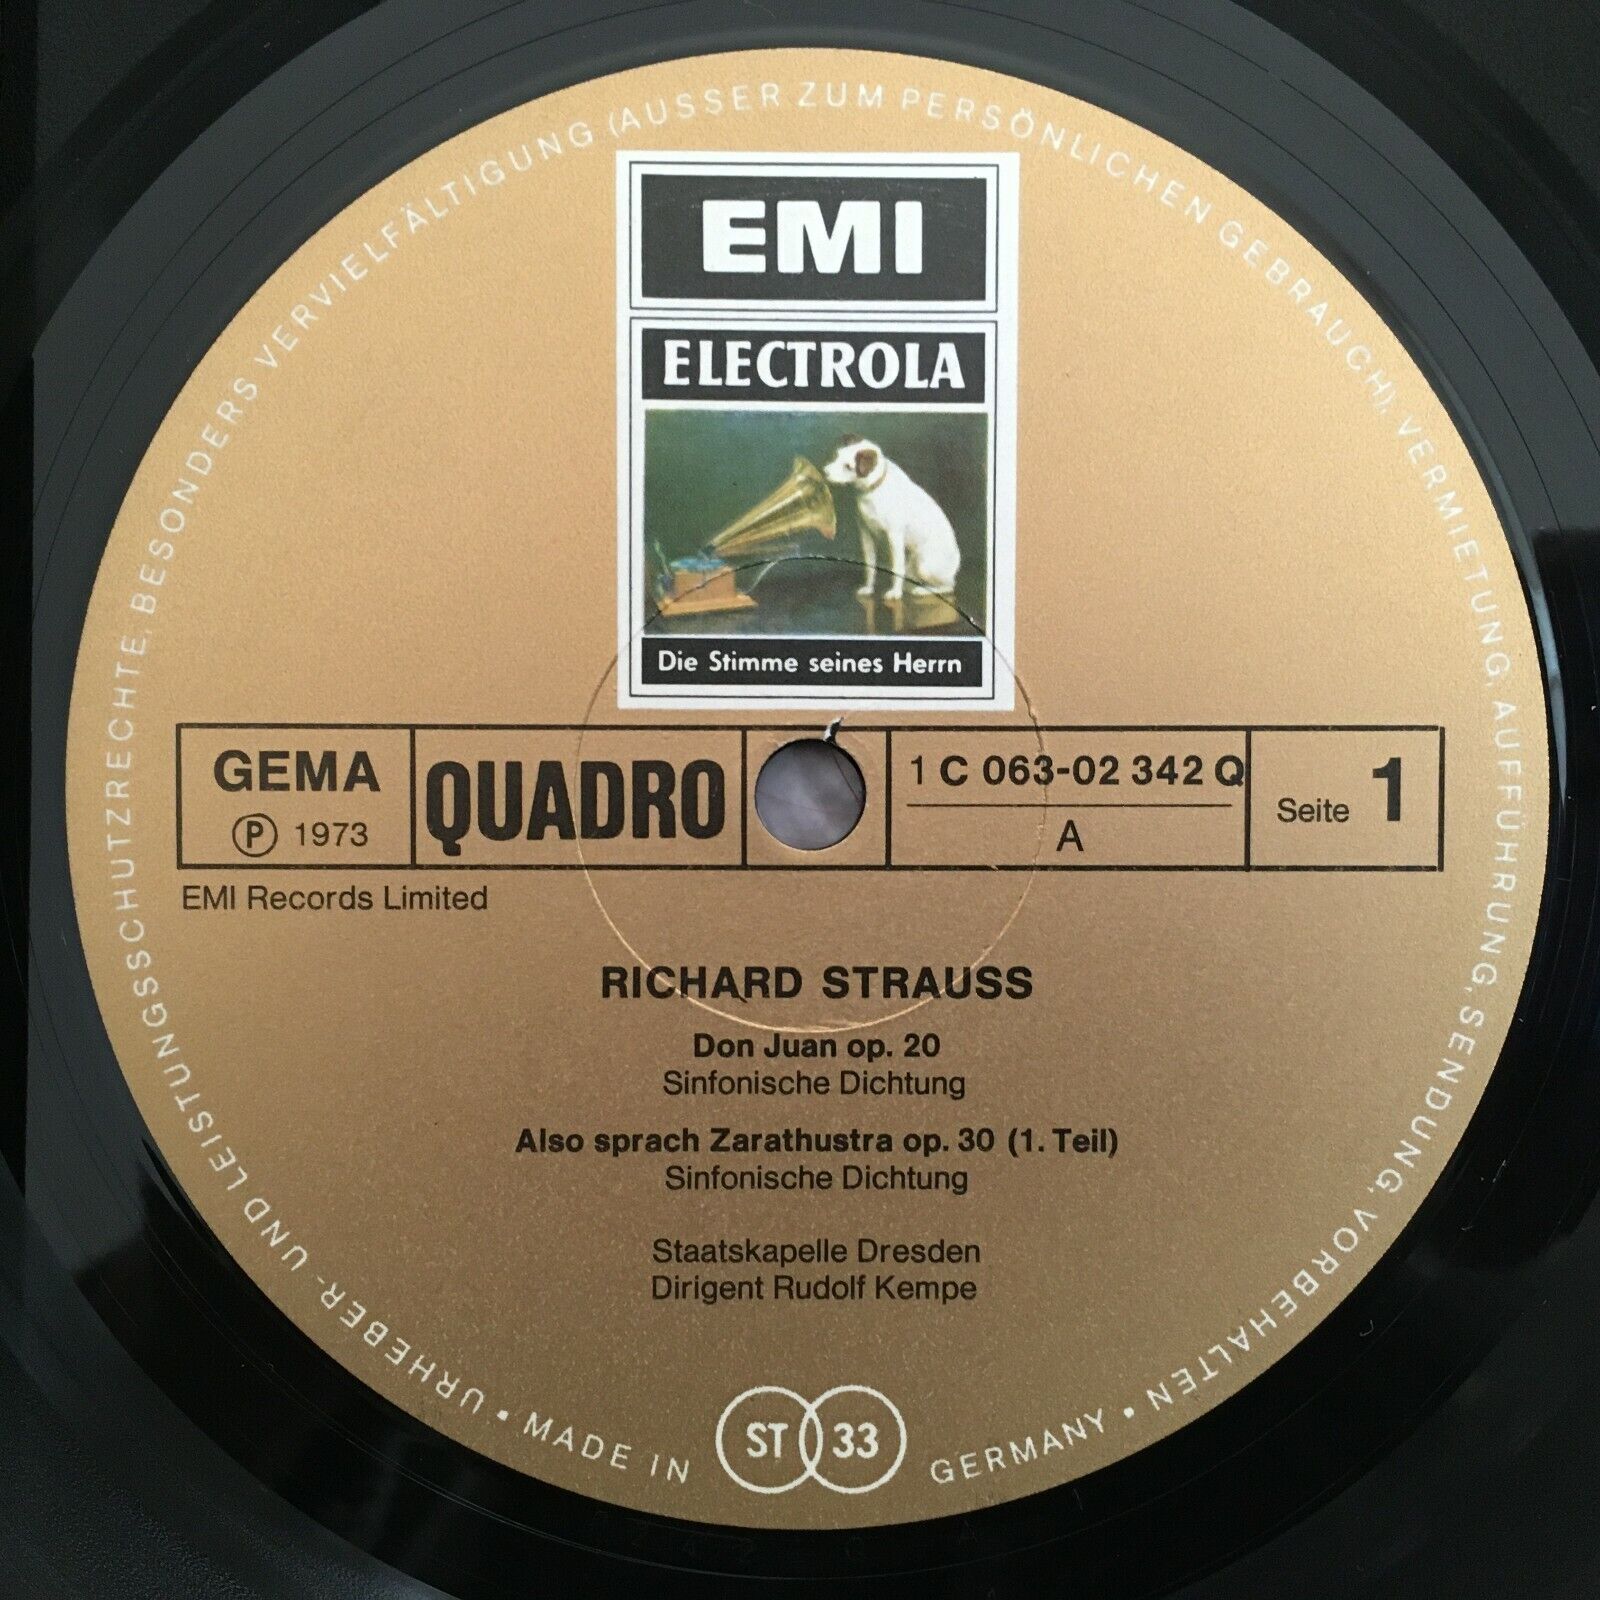 EMI
ELECTROLA
Die Stimme seines Herrn
GEMA
Ⓟ 1973
QUADRO
1 C 063-02 342 Q
A
Seite 1
EMI Records Limited
RICHARD STRAUSS
Don Juan op. 20
Sinfonische Dichtung
Also sprach Zarathustra op. 30 (1. Teil)
Sinfonische Dichtung
Staatskapelle Dresden
Dirigent Rudolf Kempe
ST 33
URHEBER- UND LEISTUNGSSCHUTZRECHTE, BESONDERS VERVIELFÄLTIGUNG (AUSSER ZUM PERSÖNLICHEN GEBRAUCH), VERMIETUNG, AUFFÜHRUNG, SENDUNG, VORBEHALTEN •
MADE IN GERMANY •